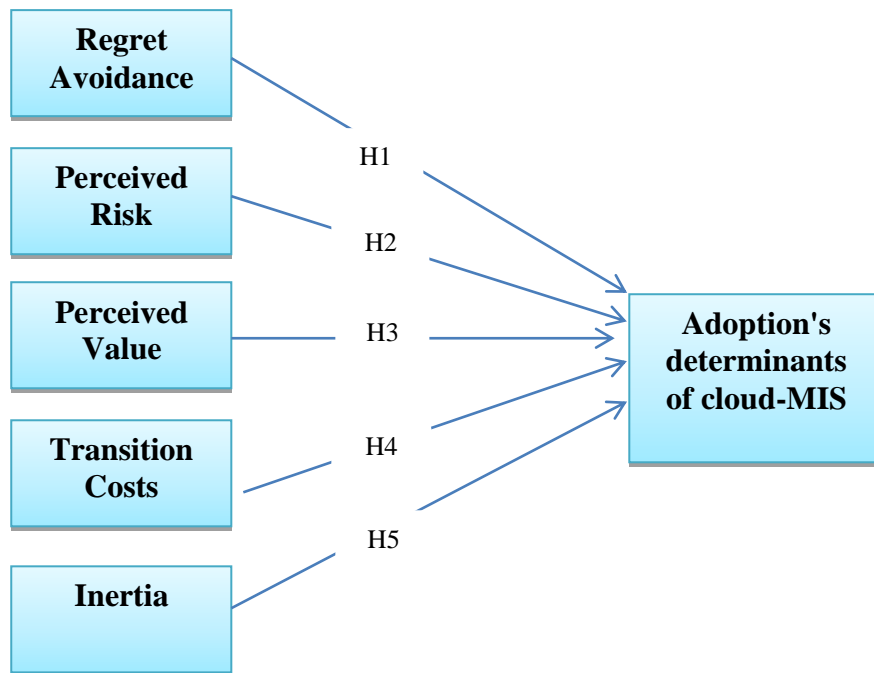 Regret
Avoidance
H1
Perceived
Risk
H2
Perceived
Value
H3
Adoption's
determinants
of cloud-MIS
Transition
Costs
H4
H5
Inertia